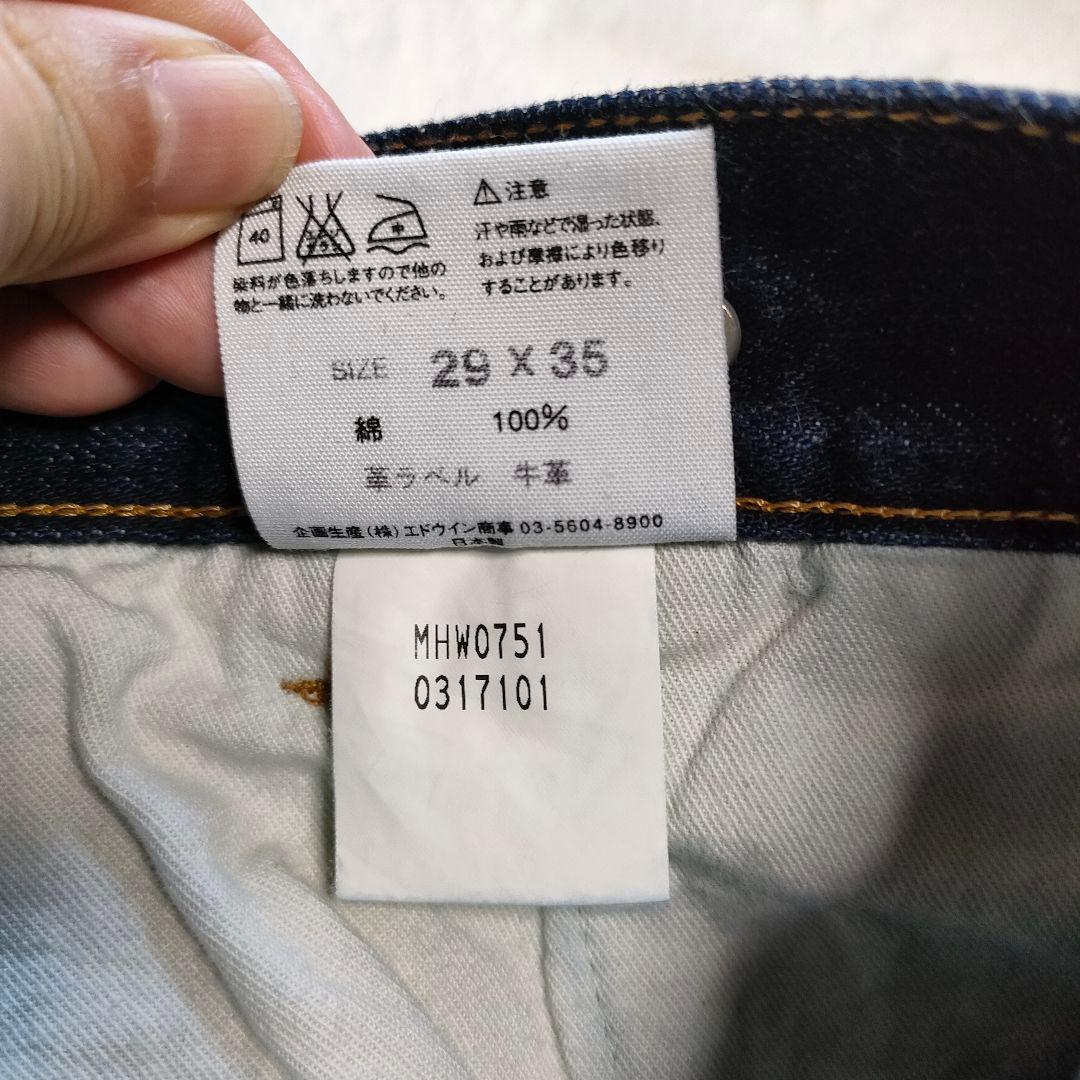 40
中
染料が色落ちしますので他の
物と一緒に洗わないでください。
⚠注意
汗や雨などで湿った状態、
および摩擦により色移り
することがあります。
SIZE 29 X 35
綿 100%
革ラベル 牛革
企画生産(株)エドウイン商事 03-5604-8900
日本製
MHW0751
0317101